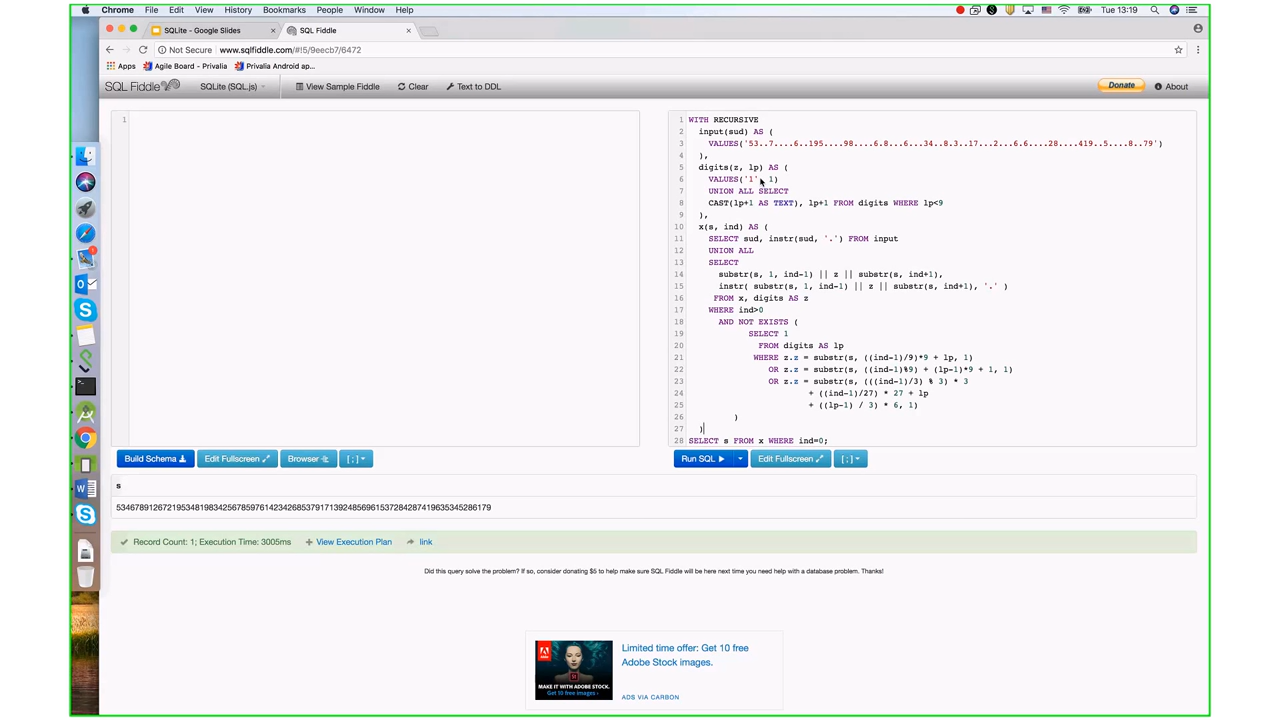 Chrome File Edit View History Bookmarks People Window Help Tue 13:19
SQLite - Google Slides × SQL Fiddle ×
Not Secure www.sqlfiddle.com/#!5/9eecb7/6472
Apps Agile Board - Privalia Privalia Android ap...
SQL Fiddle SQLite (SQL.js) View Sample Fiddle Clear Text to DDL Donate About
1
1 WITH RECURSIVE
2 input(sud) AS (
3 VALUES('53..7....6..195....98....6.8...6...34..8.3..17...2...6.6....28....419..5....8..79')
4 ),
5 digits(z, lp) AS (
6 VALUES('1', 1)
7 UNION ALL SELECT
8 CAST(lp+1 AS TEXT), lp+1 FROM digits WHERE lp<9
9 ),
10 x(s, ind) AS (
11 SELECT sud, instr(sud, '.') FROM input
12 UNION ALL
13 SELECT
14 substr(s, 1, ind-1) || z || substr(s, ind+1),
15 instr( substr(s, 1, ind-1) || z || substr(s, ind+1), '.' )
16 FROM x, digits AS z
17 WHERE ind>0
18 AND NOT EXISTS (
19 SELECT 1
20 FROM digits AS lp
21 WHERE z.z = substr(s, ((ind-1)/9)*9 + lp, 1)
22 OR z.z = substr(s, ((ind-1)%9) + (lp-1)*9 + 1, 1)
23 OR z.z = substr(s, (((ind-1)/3) % 3) * 3
24 + ((ind-1)/27) * 27 + lp
25 + ((lp-1) / 3) * 6, 1)
26 )
27 )
28 SELECT s FROM x WHERE ind=0;
Build Schema Edit Fullscreen Browser [ ; ] Run SQL Edit Fullscreen [ ; ]
s
534678912672195348198342567859761423426853791713924856961537284287419635345286179
Record Count: 1; Execution Time: 3005ms View Execution Plan link
Did this query solve the problem? If so, consider donating $5 to help make sure SQL Fiddle will be here next time you need help with a database problem. Thanks!
MAKE IT WITH ADOBE STOCK.
Get 10 free images ›
Limited time offer: Get 10 free
Adobe Stock images.
ADS VIA CARBON